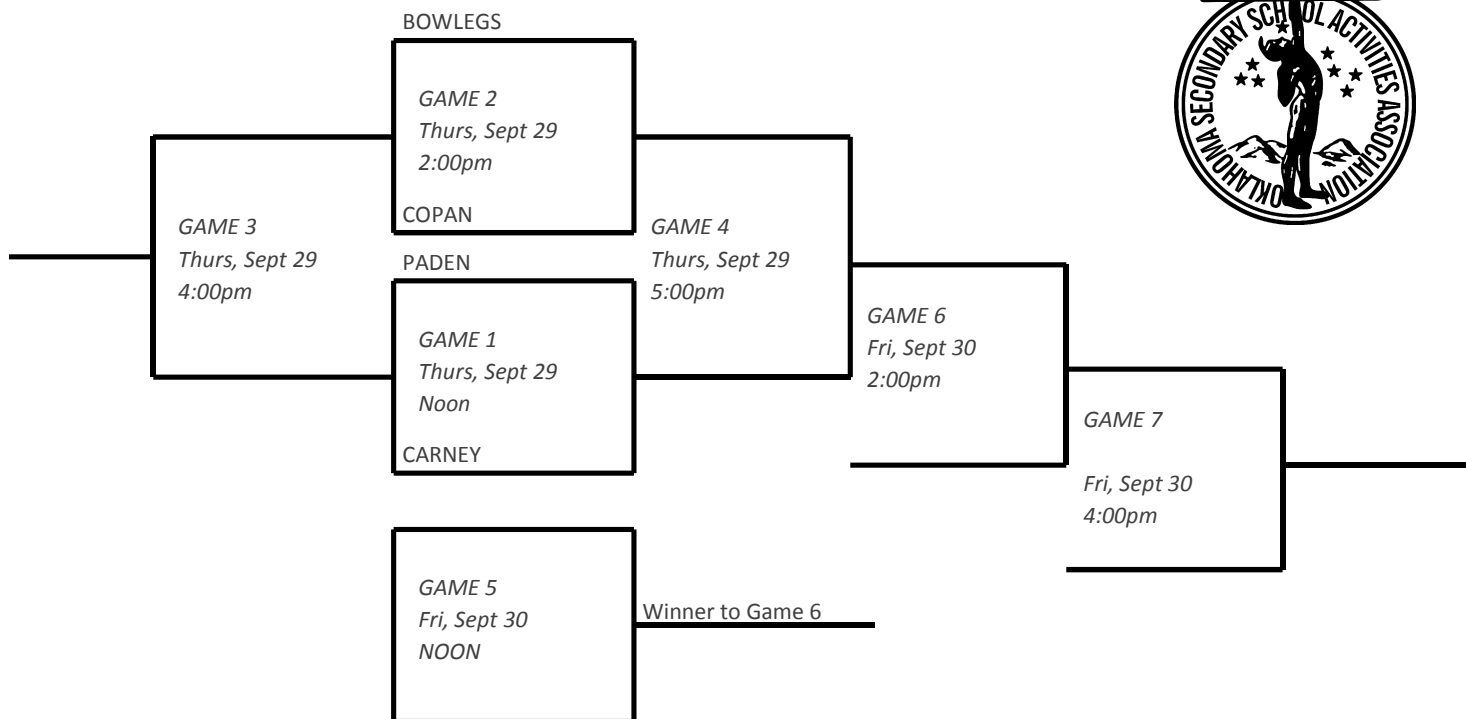 BOWLEGS
GAME 2
Thurs, Sept 29
2:00pm
COPAN
GAME 3
Thurs, Sept 29
4:00pm
GAME 4
Thurs, Sept 29
5:00pm
PADEN
GAME 1
Thurs, Sept 29
Noon
CARNEY
GAME 6
Fri, Sept 30
2:00pm
GAME 7
Fri, Sept 30
4:00pm
GAME 5
Fri, Sept 30
NOON
Winner to Game 6
OKLAHOMA SECONDARY SCHOOL ACTIVITIES ASSOCIATION